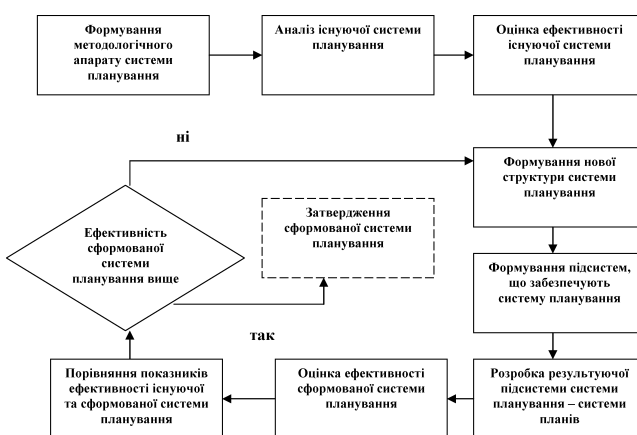 Формування
методологічного
апарату системи
планування
Аналіз існуючої системи
планування
Оцінка ефективності
існуючої системи
планування
ні
Формування нової
структури системи
планування
Затвердження
сформованої системи
планування
Ефективність
сформованої
системи
планування вище
Формування підсистем,
що забезпечують
систему планування
так
Порівняння показників
ефективності існуючої
та сформованої системи
планування
Оцінка ефективності
сформованої системи
планування
Розробка результуючої
підсистеми системи
планування – системи
планів